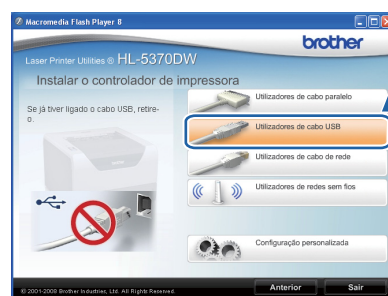 Macromedia Flash Player 8
brother
Laser Printer Utilities ® HL-5370DW
Instalar o controlador de
impressora
Se já tiver ligado o cabo USB, retire-
o.
Utilizadores de cabo paralelo
Utilizadores de cabo USB
Utilizadores de cabo de rede
Utilizadores de redes sem fios
Configuração personalizada
© 2001-2008 Brother Industries, Ltd. All Rights Reserved.
Anterior
Sair